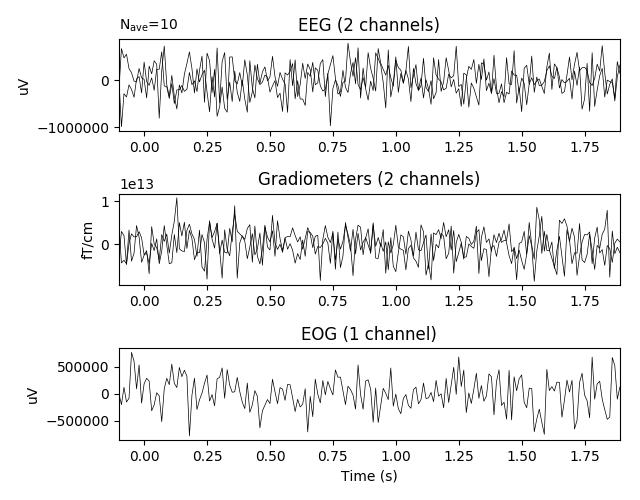 N_ave=10
EEG (2 channels)
uV
0
−1000000
0.00 0.25 0.50 0.75 1.00 1.25 1.50 1.75
1e13
Gradiometers (2 channels)
fT/cm
1
0
0.00 0.25 0.50 0.75 1.00 1.25 1.50 1.75
EOG (1 channel)
uV
500000
0
−500000
0.00 0.25 0.50 0.75 1.00 1.25 1.50 1.75
Time (s)